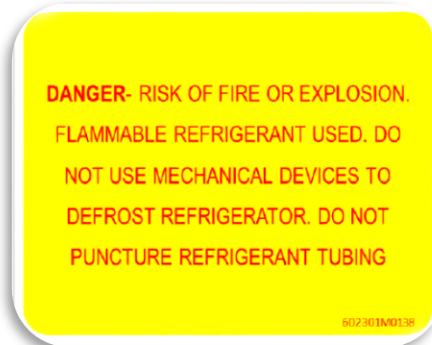 DANGER- RISK OF FIRE OR EXPLOSION.
FLAMMABLE REFRIGERANT USED. DO
NOT USE MECHANICAL DEVICES TO
DEFROST REFRIGERATOR. DO NOT
PUNCTURE REFRIGERANT TUBING
602301M0138